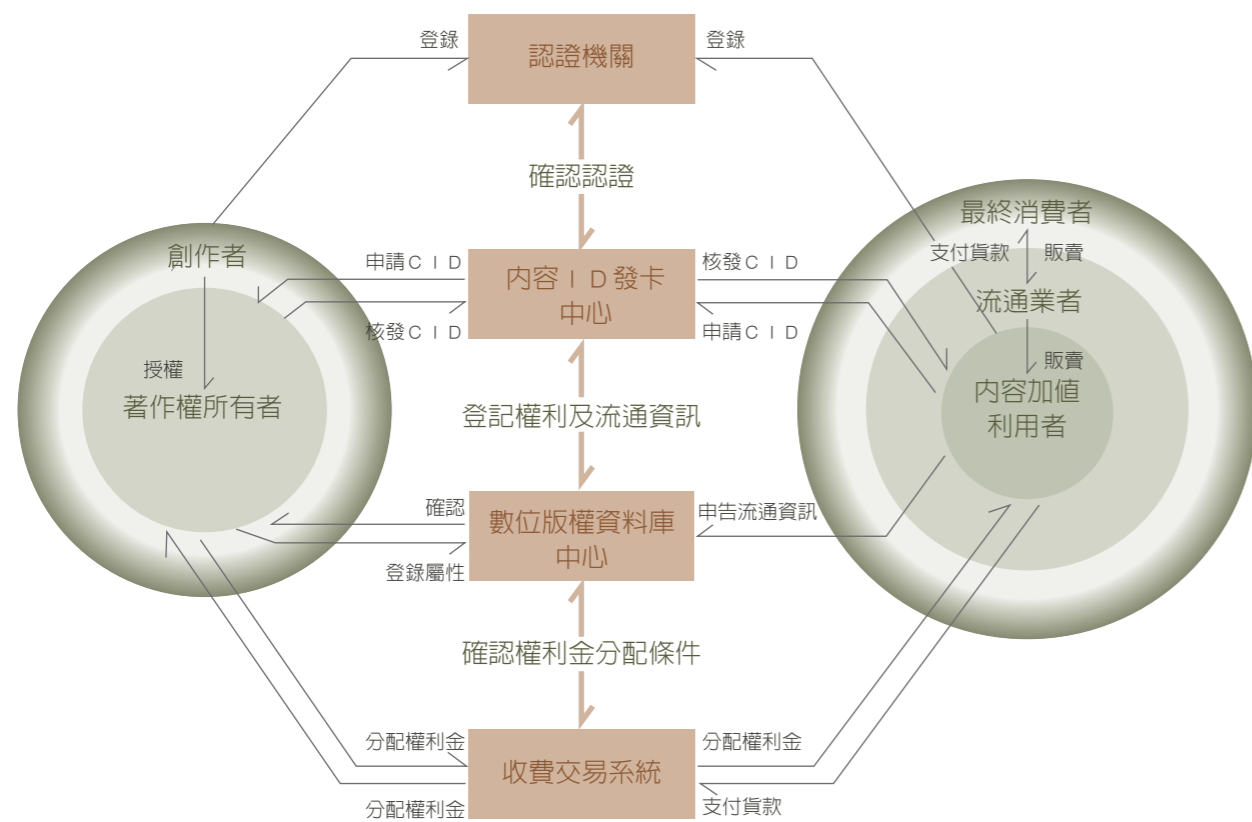 登錄
認證機關
登錄
確認認證
最終消費者
創作者
支付貨款
販賣
申請CID
內容ID發卡
中心
核發CID
流通業者
核發CID
申請CID
授權
販賣
著作權所有者
內容加值
利用者
登記權利及流通資訊
確認
數位版權資料庫
中心
申告流通資訊
登錄屬性
確認權利金分配條件
分配權利金
收費交易系統
分配權利金
分配權利金
支付貨款